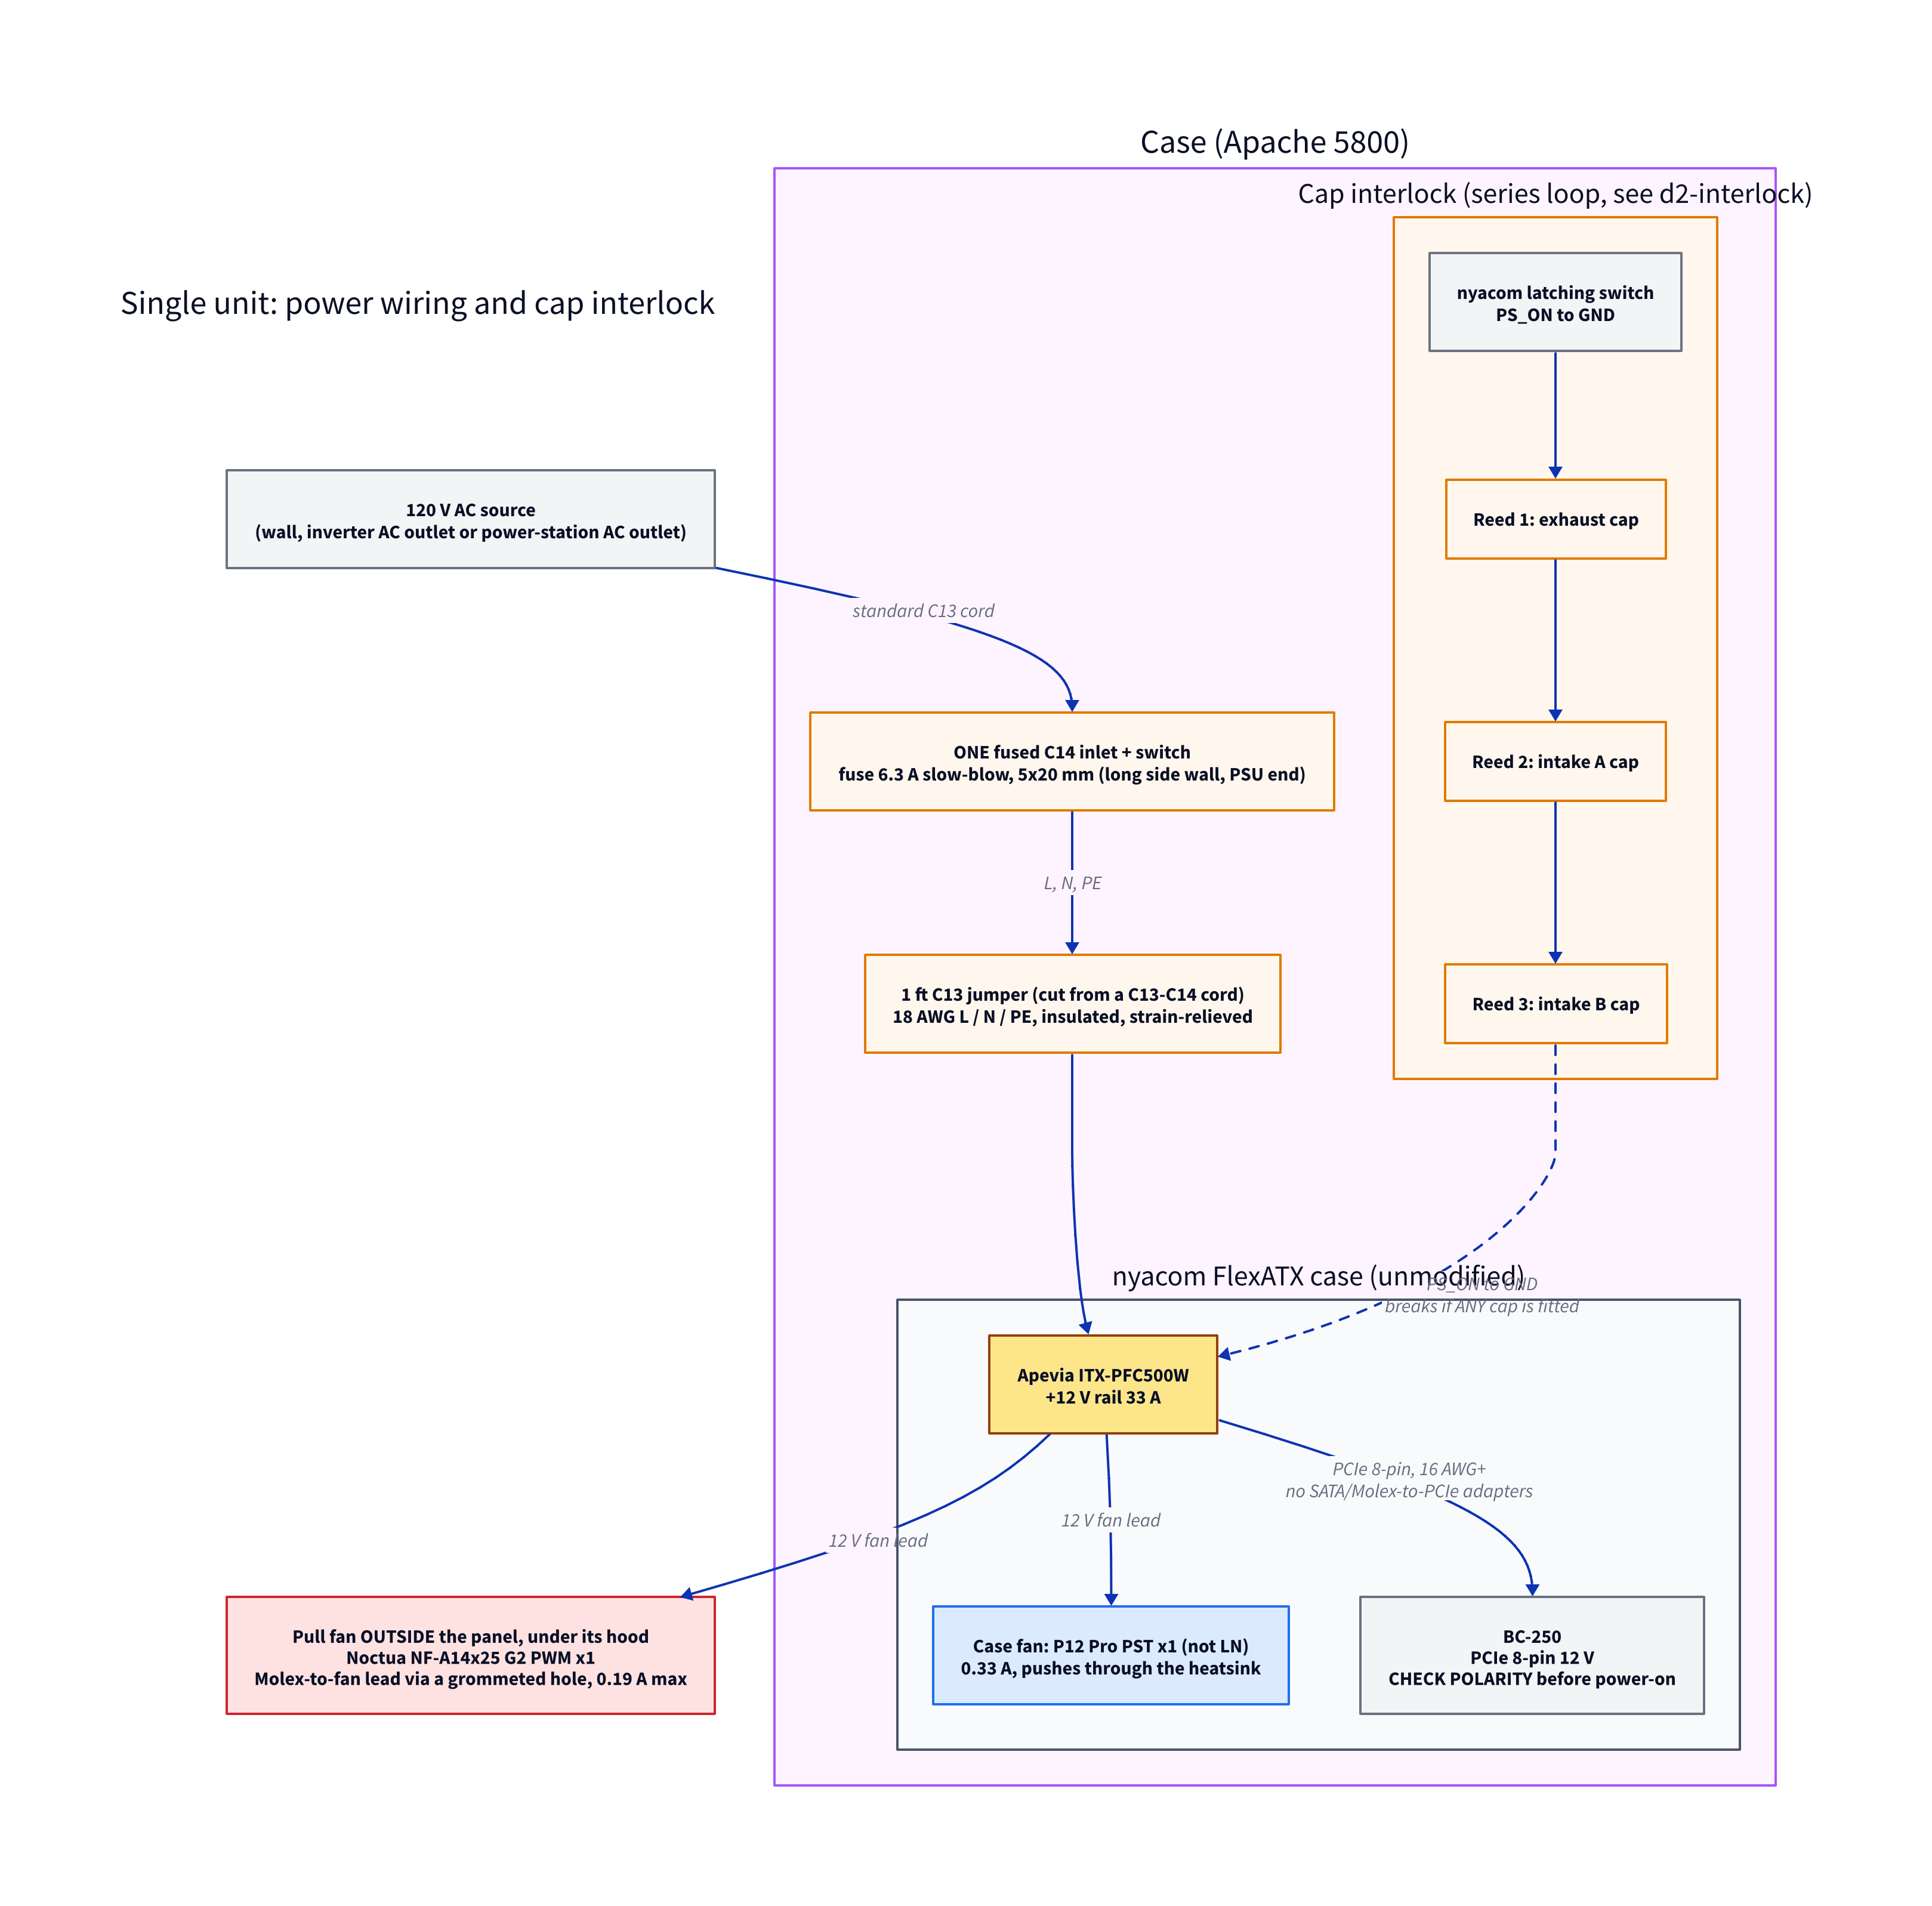 Case (Apache 5800)
Cap interlock (series loop, see d2-interlock)
nyacom latching switch
PS_ON to GND
Single unit: power wiring and cap interlock
120 V AC source
(wall, inverter AC outlet or power-station AC outlet)
Reed 1: exhaust cap
standard C13 cord
ONE fused C14 inlet + switch
fuse 6.3 A slow-blow, 5x20 mm (long side wall, PSU end)
Reed 2: intake A cap
L, N, PE
1 ft C13 jumper (cut from a C13-C14 cord)
18 AWG L / N / PE, insulated, strain-relieved
Reed 3: intake B cap
nyacom FlexATX case (unmodified)
PS_ON to GND
breaks if ANY cap is fitted
Apevia ITX-PFC500W
+12 V rail 33 A
PCIe 8-pin, 16 AWG+
no SATA/Molex-to-PCIe adapters
12 V fan lead
12 V fan lead
Pull fan OUTSIDE the panel, under its hood
Noctua NF-A14x25 G2 PWM x1
Molex-to-fan lead via a grommeted hole, 0.19 A max
Case fan: P12 Pro PST x1 (not LN)
0.33 A, pushes through the heatsink
BC-250
PCIe 8-pin 12 V
CHECK POLARITY before power-on